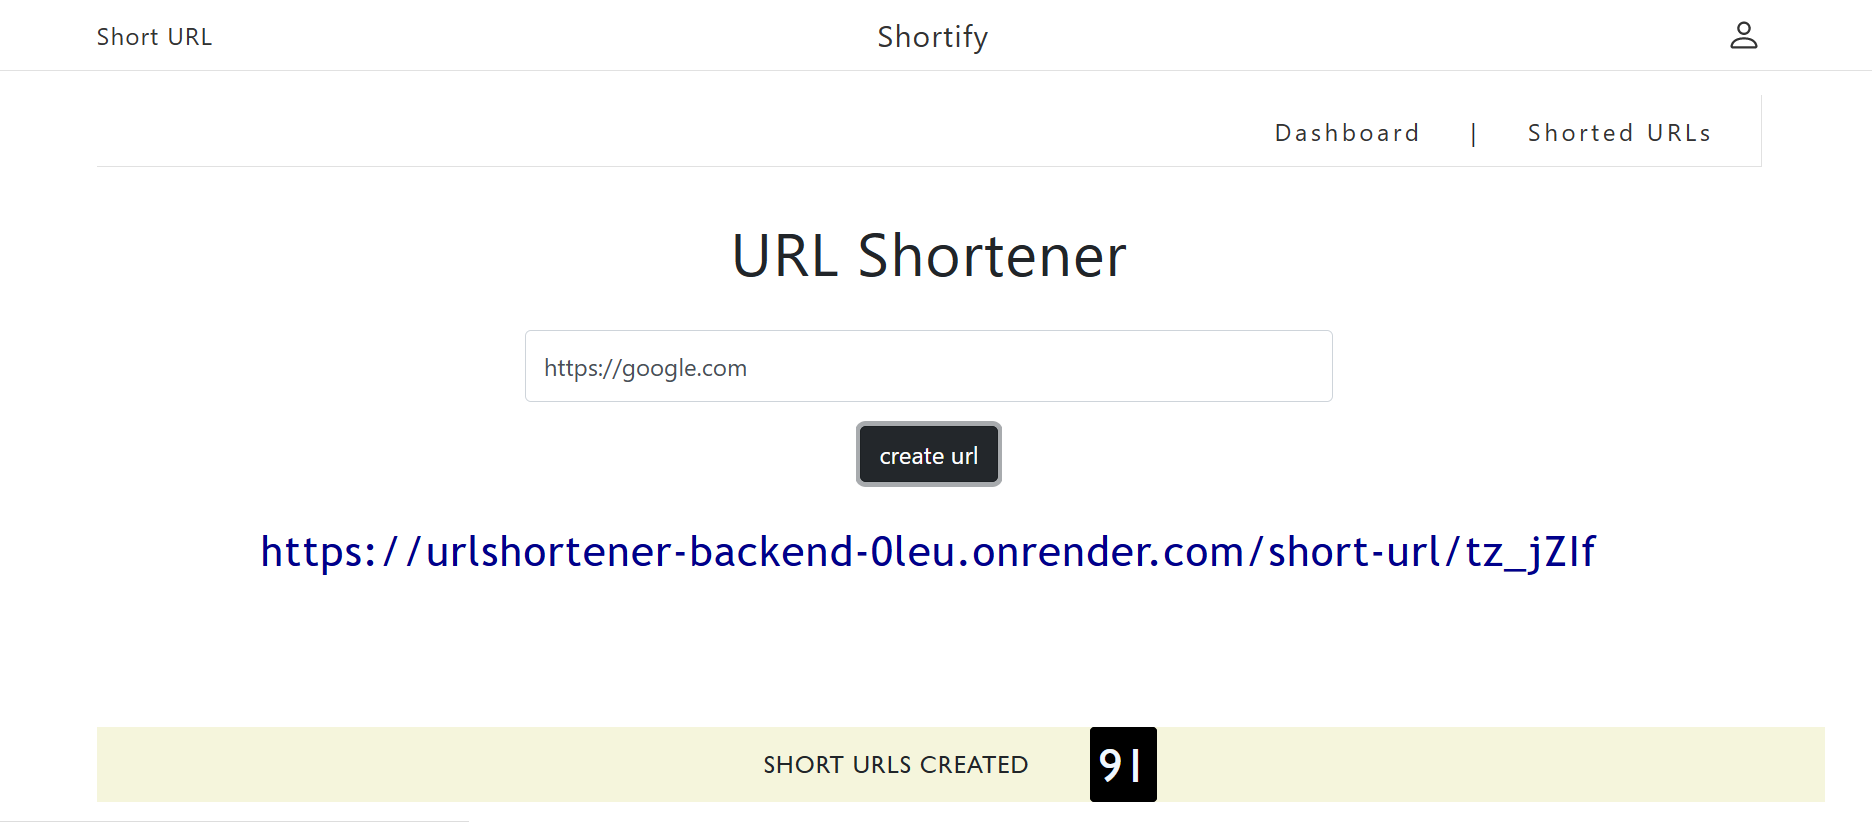 Short URL
Shortify
Dashboard | Shorted URLs
URL Shortener
https://google.com
create url
https://urlshortener-backend-0leu.onrender.com/short-url/tz_jZIf
SHORT URLS CREATED 91